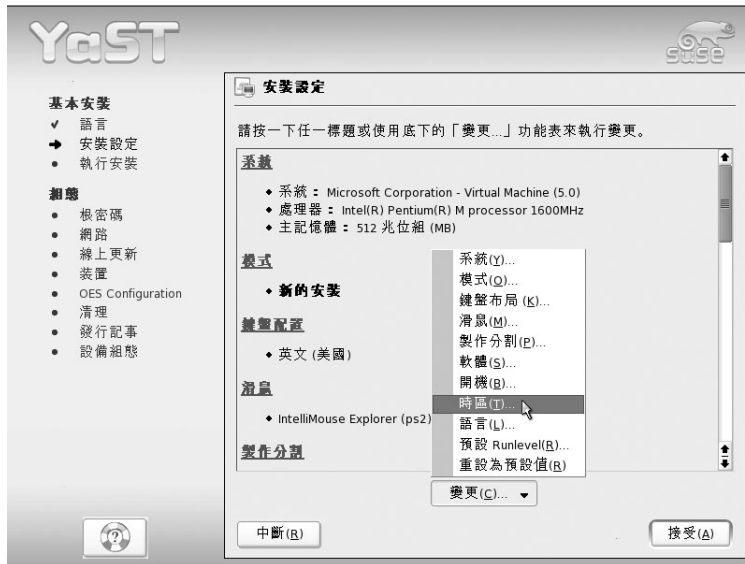 YaST
SUSE
基本安裝
語言
安裝設定
執行安裝
組態
根密碼
網路
線上更新
裝置
OES Configuration
清理
發行記事
設備組態
安裝設定
請按一下任一標題或使用底下的「變更...」功能表來執行變更。
系統
系統： Microsoft Corporation - Virtual Machine (5.0)
處理器： Intel(R) Pentium(R) M processor 1600MHz
主記憶體： 512 兆位組 (MB)
模式
新的安裝
鍵盤配置
英文 (美國)
滑鼠
IntelliMouse Explorer (ps2)
製作分割
系統(Y)...
模式(O)...
鍵盤布局 (K)...
滑鼠(M)...
製作分割(P)...
軟體(S)...
開機(B)...
時區(T)...
語言(L)...
預設 Runlevel(R)...
重設為預設值(R)
變更(C)...
中斷(R)
接受(A)